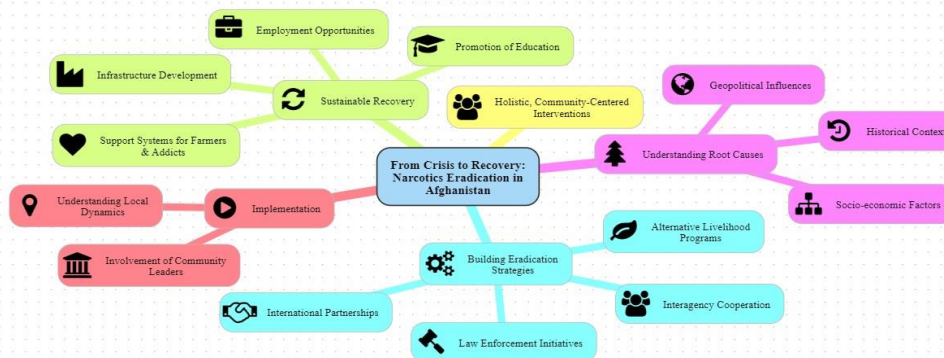 Employment Opportunities
Promotion of Education
Infrastructure Development
Sustainable Recovery
Support Systems for Farmers
& Addicts
Holistic, Community-Centered
Interventions
Geopolitical Influences
Historical Context
Understanding Root Causes
Socio-economic Factors
From Crisis to Recovery:
Narcotics Eradication in
Afghanistan
Understanding Local
Dynamics
Implementation
Involvement of Community
Leaders
Alternative Livelihood
Programs
Building Eradication
Strategies
Interagency Cooperation
International Partnerships
Law Enforcement Initiatives